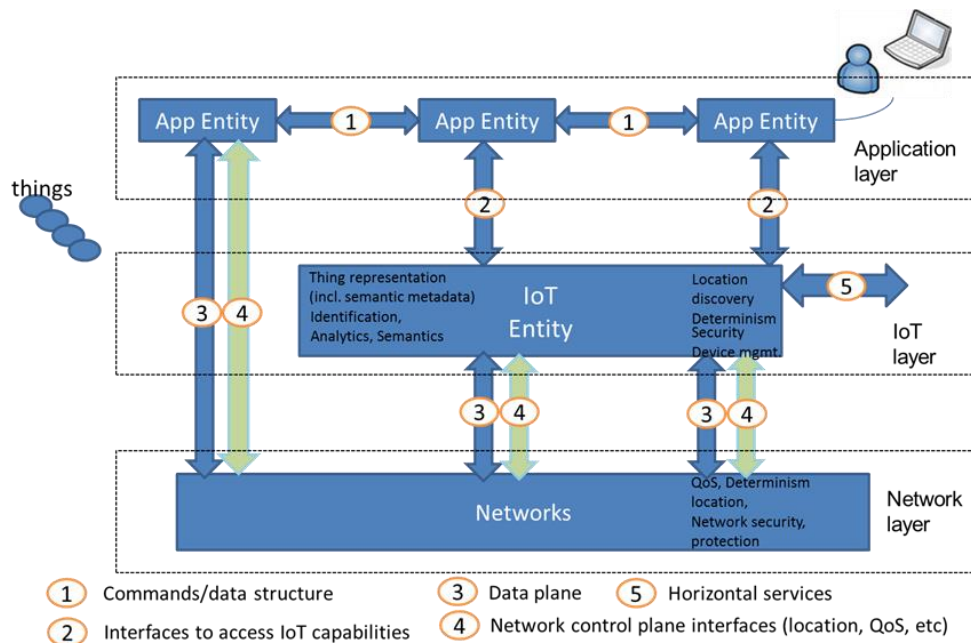 App Entity
1
App Entity
1
App Entity
Application
layer
things
2
2
Thing representation
(incl. semantic metadata)
Identification,
Analytics, Semantics
IoT
Entity
Location
discovery
Determinism
Security
Device mgmt.
5
IoT
layer
3
4
3
4
3
4
Networks
QoS, Determinism
location,
Network security,
protection
Network
layer
1 Commands/data structure
3 Data plane
5 Horizontal services
2 Interfaces to access IoT capabilities
4 Network control plane interfaces (location, QoS, etc)